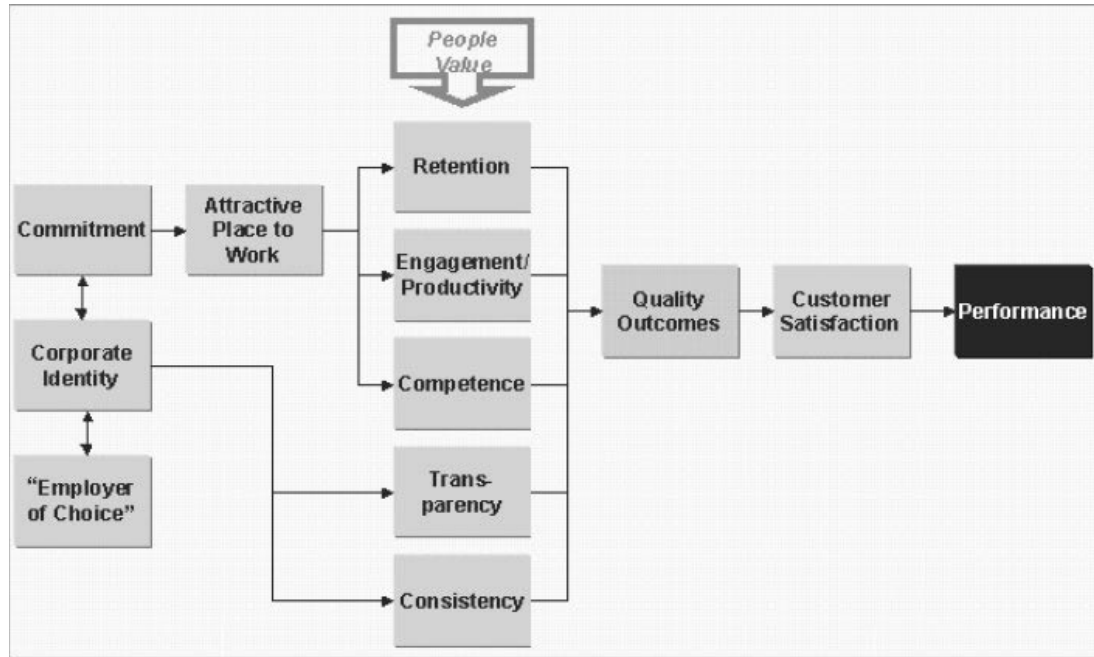 People
Value
Retention
Commitment
Attractive
Place to
Work
Engagement/
Productivity
Quality
Outcomes
Customer
Satisfaction
Performance
Corporate
Identity
Competence
“Employer
of Choice”
Trans-
parency
Consistency